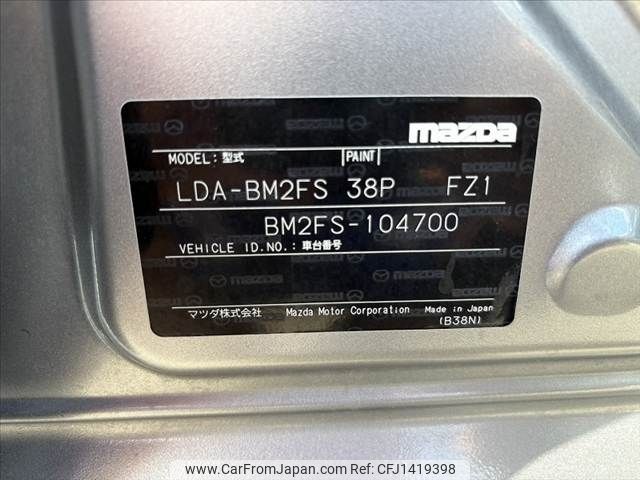 mazda
MODEL:型式 PAINT
LDA-BM2FS 38P FZ1
BM2FS-104700
VEHICLE ID.NO.:車台番号
マツダ株式会社 Mazda Motor Corporation Made in Japan
(B38N)
www.CarFromJapan.com CFJ1419398